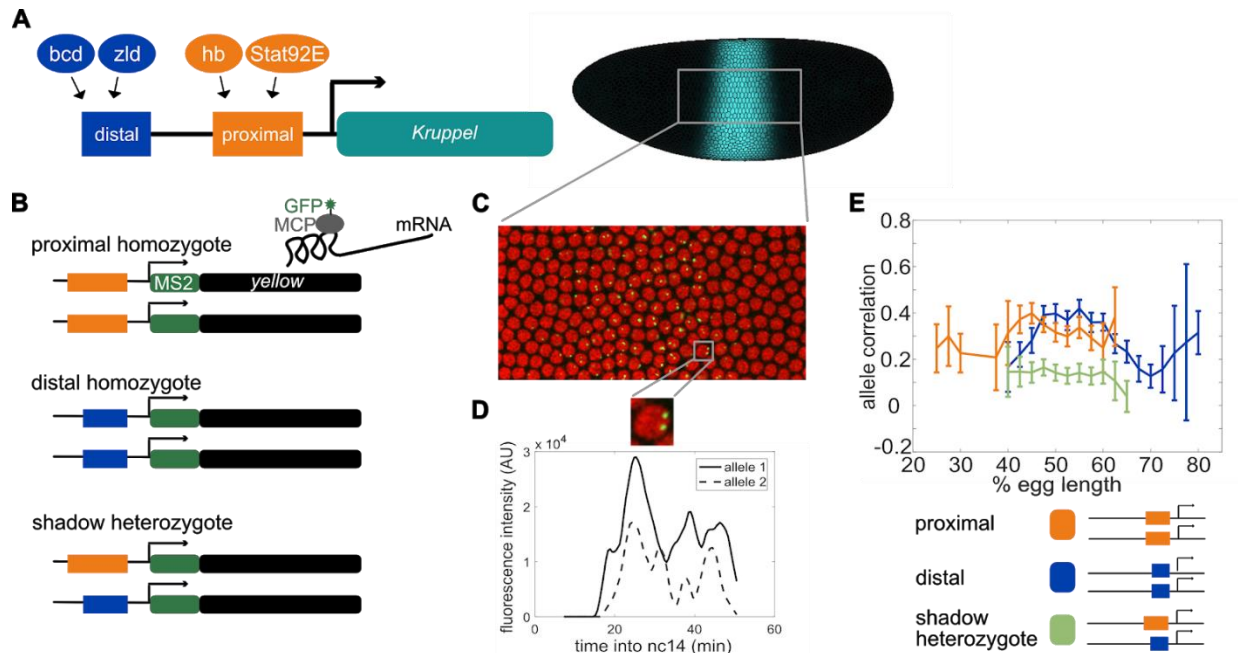 A
bcd zld hb Stat92E
distal proximal Kruppel
B
GFP
MCP mRNA
proximal homozygote
MS2 yellow
distal homozygote
shadow heterozygote
C
D
x 10^4
3
2
1
0
fluorescence intensity (AU)
allele 1
allele 2
0 20 40 60
time into nc14 (min)
E
0.8
0.6
0.4
0.2
0
-0.2
allele correlation
20 30 40 50 60 70 80
% egg length
proximal
distal
shadow
heterozygote